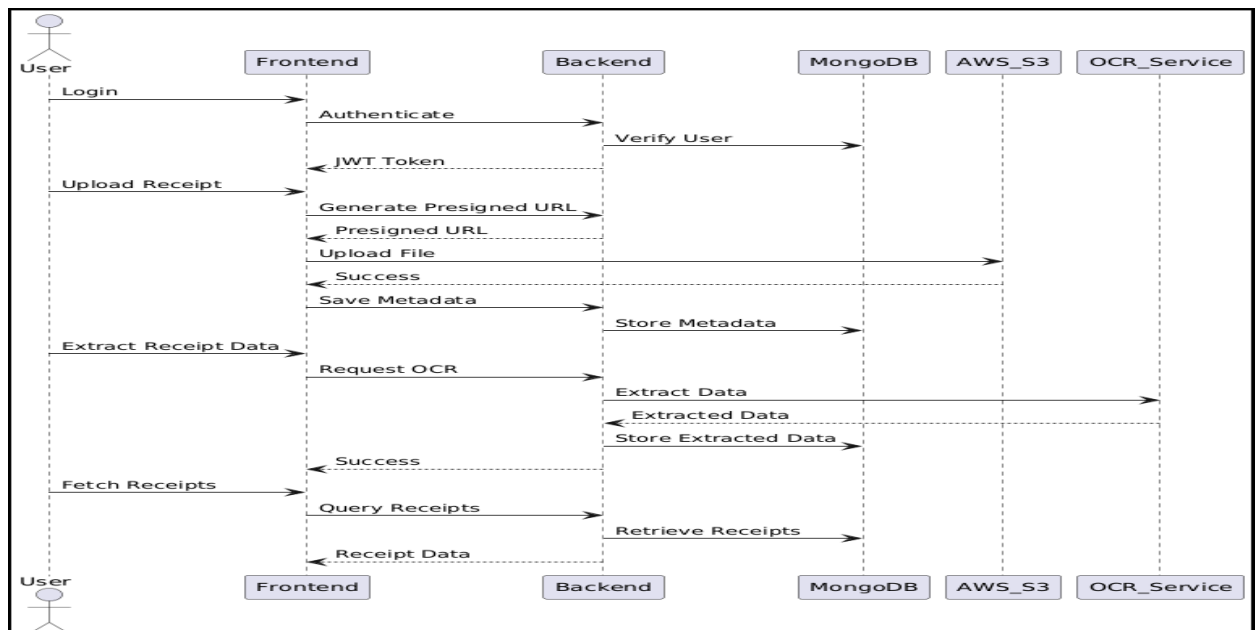 User
Frontend
Backend
MongoDB
AWS_S3
OCR_Service
Login
Authenticate
Verify User
JWT Token
Upload Receipt
Generate Presigned URL
Presigned URL
Upload File
Success
Save Metadata
Store Metadata
Extract Receipt Data
Request OCR
Extract Data
Extracted Data
Store Extracted Data
Success
Fetch Receipts
Query Receipts
Retrieve Receipts
Receipt Data
User
Frontend
Backend
MongoDB
AWS_S3
OCR_Service